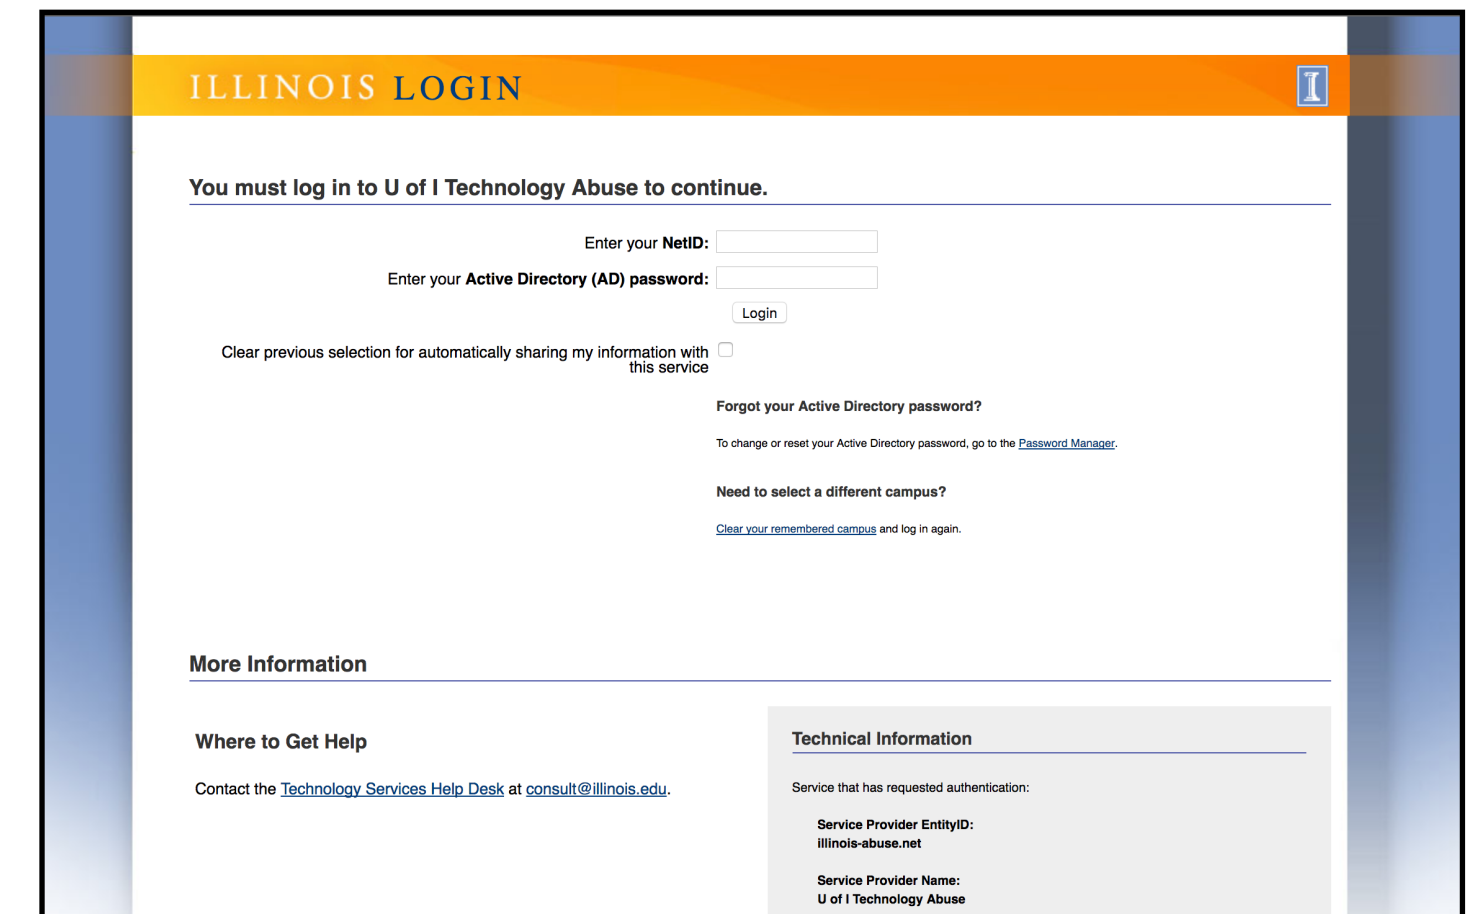 ILLINOIS LOGIN
I
You must log in to U of I Technology Abuse to continue.
Enter your NetID:
Enter your Active Directory (AD) password:
Login
Clear previous selection for automatically sharing my information with
this service
Forgot your Active Directory password?
To change or reset your Active Directory password, go to the Password Manager.
Need to select a different campus?
Clear your remembered campus and log in again.
More Information
Where to Get Help
Contact the Technology Services Help Desk at consult@illinois.edu.
Technical Information
Service that has requested authentication:
Service Provider EntityID:
illinois-abuse.net
Service Provider Name:
U of I Technology Abuse